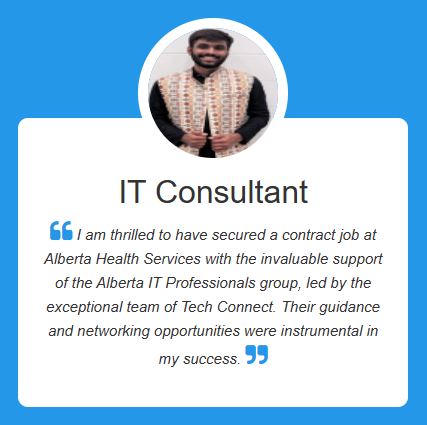 IT Consultant
“ I am thrilled to have secured a contract job at
Alberta Health Services with the invaluable support
of the Alberta IT Professionals group, led by the
exceptional team of Tech Connect. Their guidance
and networking opportunities were instrumental in
my success. ”